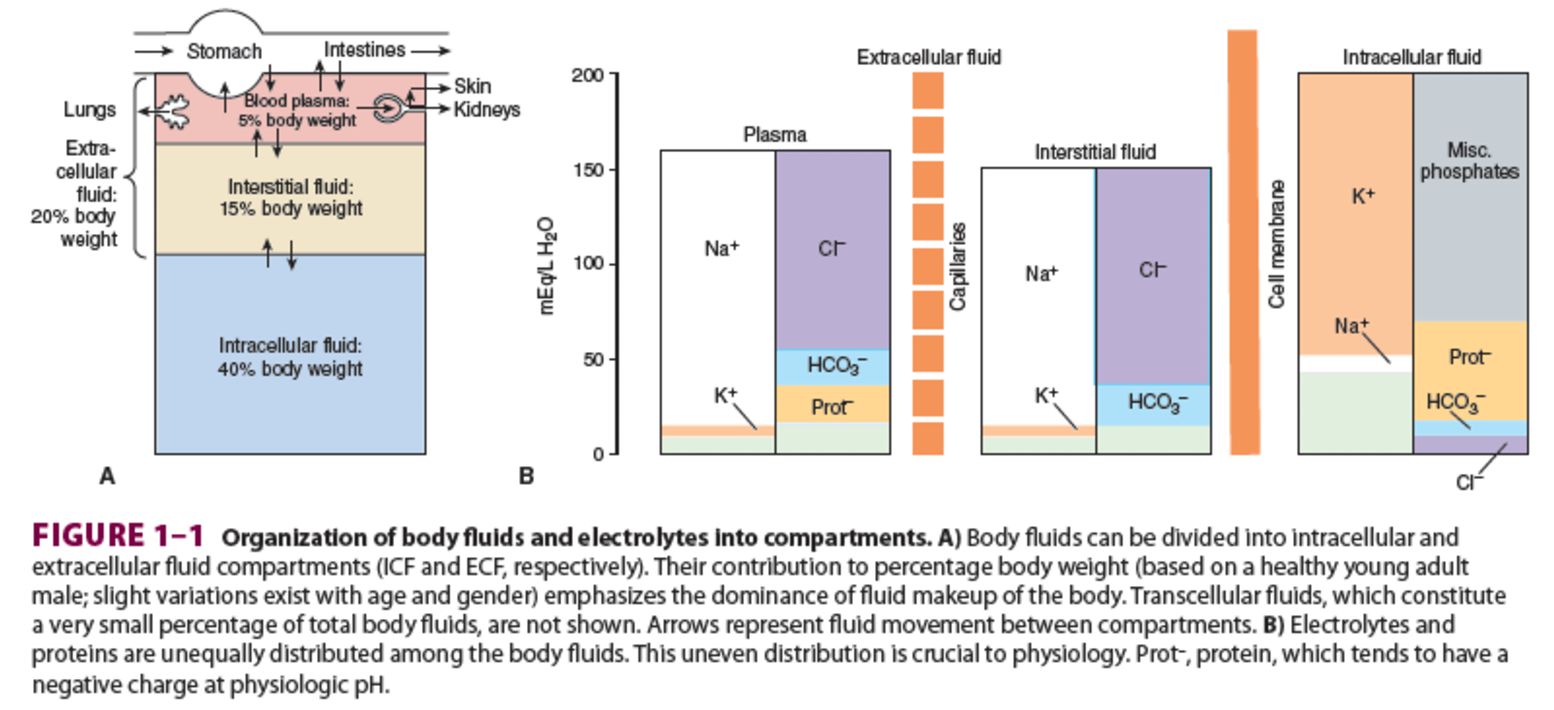 Stomach
Intestines
Skin
Kidneys
Lungs
Blood plasma:
5% body weight
Extra-
cellular
fluid:
20% body
weight
Interstitial fluid:
15% body weight
Intracellular fluid:
40% body weight
A
Extracellular fluid
Intracellular fluid
200
150
100
50
0
mEq/L H₂O
Plasma
Na⁺
Cl⁻
HCO₃⁻
K⁺
Prot⁻
Capillaries
Interstitial fluid
Na⁺
Cl⁻
K⁺
HCO₃⁻
Cell membrane
Misc.
phosphates
K⁺
Na⁺
Prot⁻
HCO₃⁻
Cl⁻
B
FIGURE 1–1 Organization of body fluids and electrolytes into compartments. A) Body fluids can be divided into intracellular and
extracellular fluid compartments (ICF and ECF, respectively). Their contribution to percentage body weight (based on a healthy young adult
male; slight variations exist with age and gender) emphasizes the dominance of fluid makeup of the body. Transcellular fluids, which constitute
a very small percentage of total body fluids, are not shown. Arrows represent fluid movement between compartments. B) Electrolytes and
proteins are unequally distributed among the body fluids. This uneven distribution is crucial to physiology. Prot⁻, protein, which tends to have a
negative charge at physiologic pH.